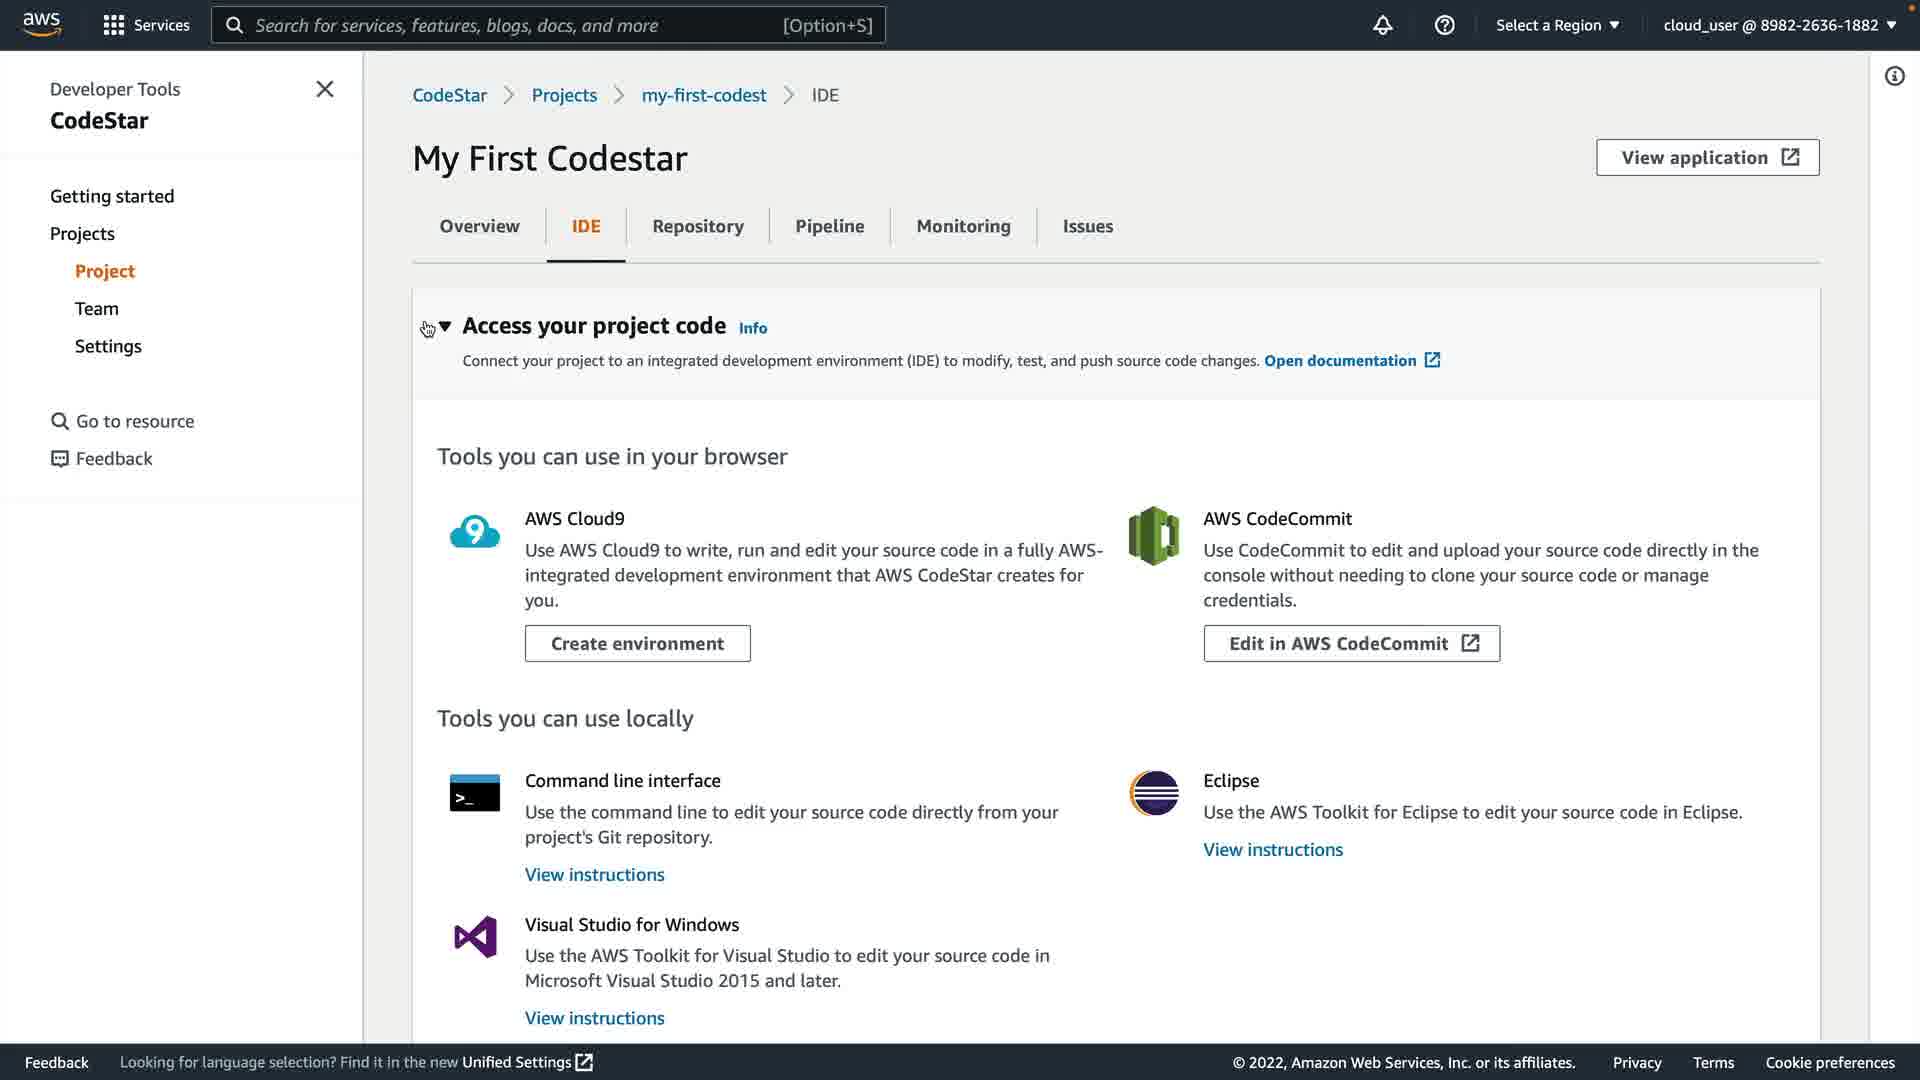 aws
Services
Search for services, features, blogs, docs, and more
[Option+S]
Select a Region
cloud_user @ 8982-2636-1882
Developer Tools
CodeStar
Getting started
Projects
Project
Team
Settings
Go to resource
Feedback
CodeStar
Projects
my-first-codest
IDE
My First Codestar
View application
Overview
IDE
Repository
Pipeline
Monitoring
Issues
Access your project code Info
Connect your project to an integrated development environment (IDE) to modify, test, and push source code changes. Open documentation
Tools you can use in your browser
9
AWS Cloud9
Use AWS Cloud9 to write, run and edit your source code in a fully AWS-
integrated development environment that AWS CodeStar creates for
you.
Create environment
AWS CodeCommit
Use CodeCommit to edit and upload your source code directly in the
console without needing to clone your source code or manage
credentials.
Edit in AWS CodeCommit
Tools you can use locally
>_
Command line interface
Use the command line to edit your source code directly from your
project's Git repository.
View instructions
Eclipse
Use the AWS Toolkit for Eclipse to edit your source code in Eclipse.
View instructions
Visual Studio for Windows
Use the AWS Toolkit for Visual Studio to edit your source code in
Microsoft Visual Studio 2015 and later.
View instructions
Feedback
Looking for language selection? Find it in the new Unified Settings
© 2022, Amazon Web Services, Inc. or its affiliates.
Privacy
Terms
Cookie preferences